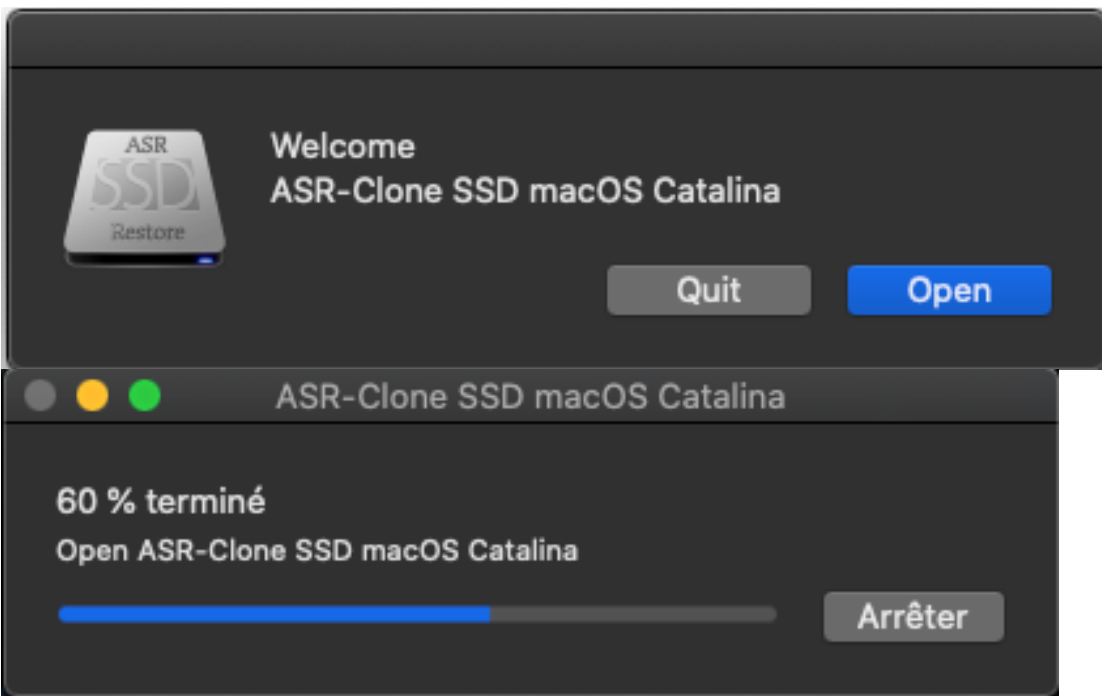 ASR
SSD
Restore
Welcome
ASR-Clone SSD macOS Catalina
Quit
Open
ASR-Clone SSD macOS Catalina
60 % terminé
Open ASR-Clone SSD macOS Catalina
Arrêter